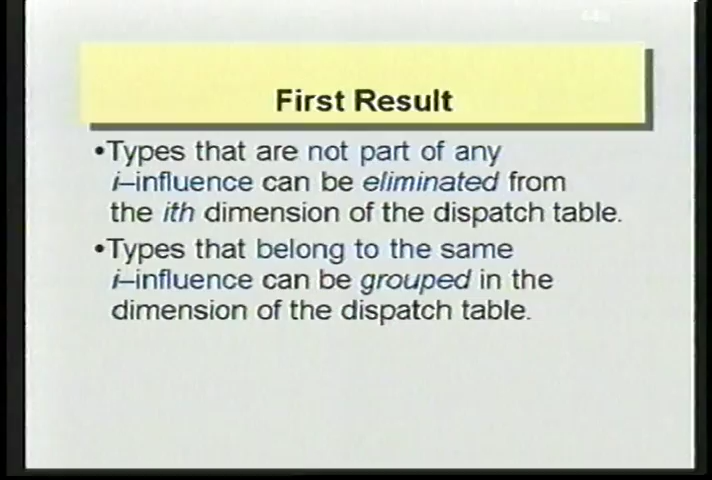 First Result
•Types that are not part of any
i–influence can be eliminated from
the ith dimension of the dispatch table.
•Types that belong to the same
i–influence can be grouped in the
dimension of the dispatch table.